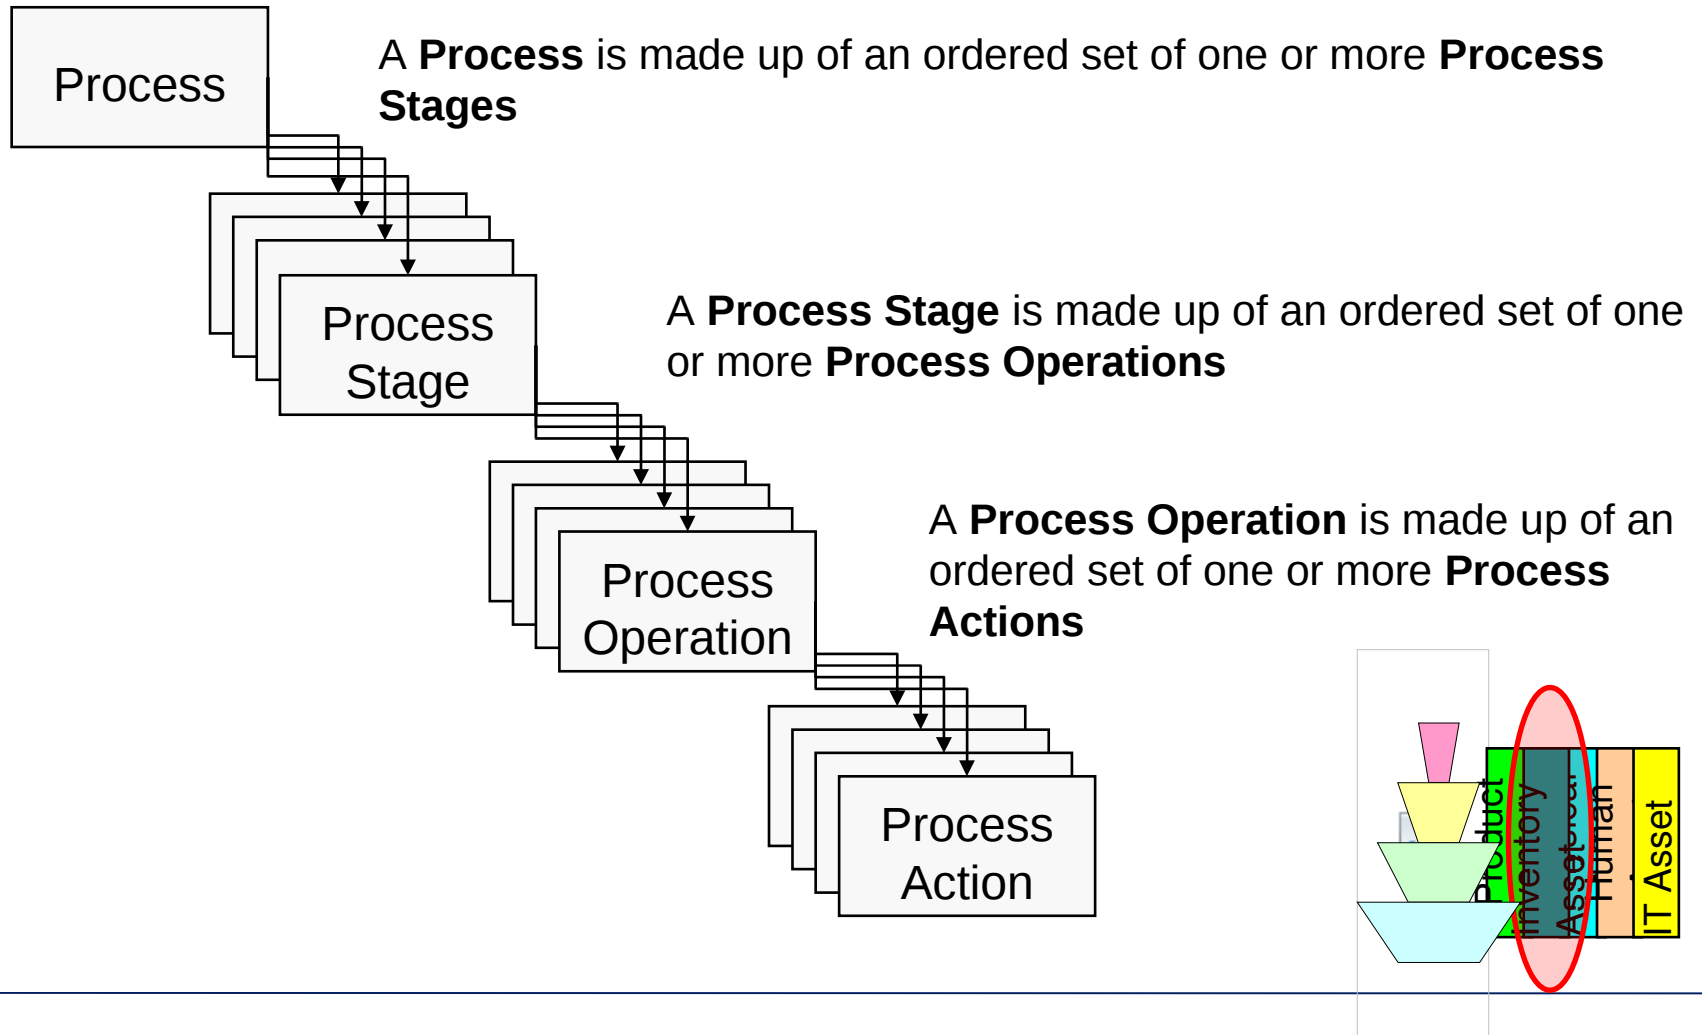 Process
A Process is made up of an ordered set of one or more Process
Stages
Process
Stage
A Process Stage is made up of an ordered set of one
or more Process Operations
Process
Operation
A Process Operation is made up of an
ordered set of one or more Process
Actions
Process
Action
Product
Inventory
Asset
Human
IT Asset